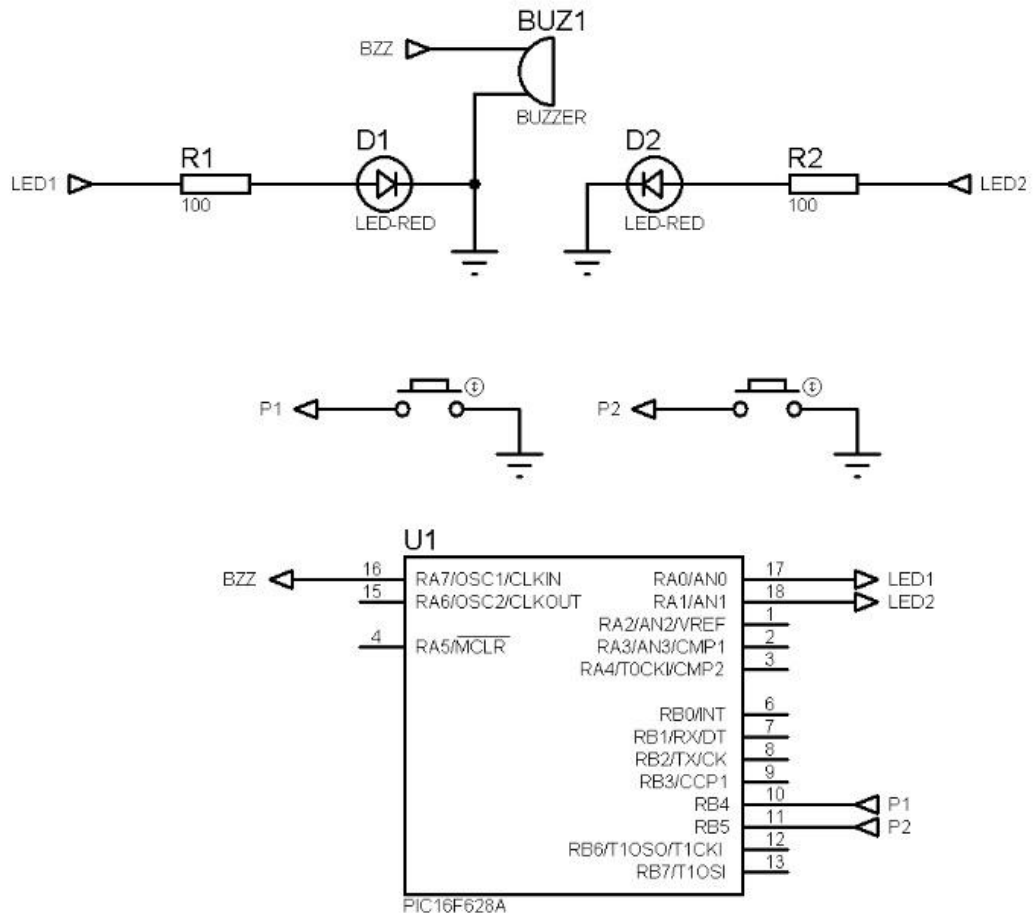 BUZ1
BZZ
BUZZER
D1
D2
R1
R2
LED1
LED2
100
LED-RED
LED-RED
100
P1
P2
U1
BZZ
16
RA7/OSC1/CLKIN
RA0/AN0
17
LED1
15
RA6/OSC2/CLKOUT
RA1/AN1
18
LED2
RA2/AN2/VREF
1
4
RA5/MCLR
RA3/AN3/CMP1
2
RA4/T0CKI/CMP2
3
RB0/INT
6
RB1/RX/DT
7
RB2/TX/CK
8
RB3/CCP1
9
RB4
10
P1
RB5
11
P2
RB6/T1OSO/T1CKI
12
RB7/T1OSI
13
PIC16F628A